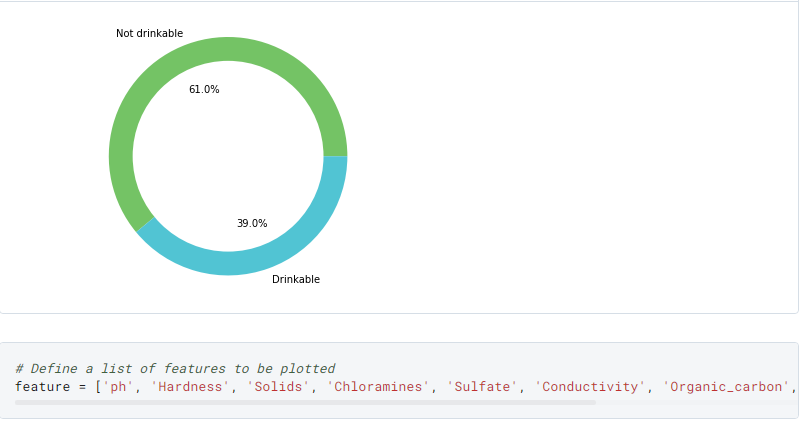 Not drinkable
61.0%
39.0%
Drinkable
# Define a list of features to be plotted
feature = ['ph', 'Hardness', 'Solids', 'Chloramines', 'Sulfate', 'Conductivity', 'Organic_carbon',